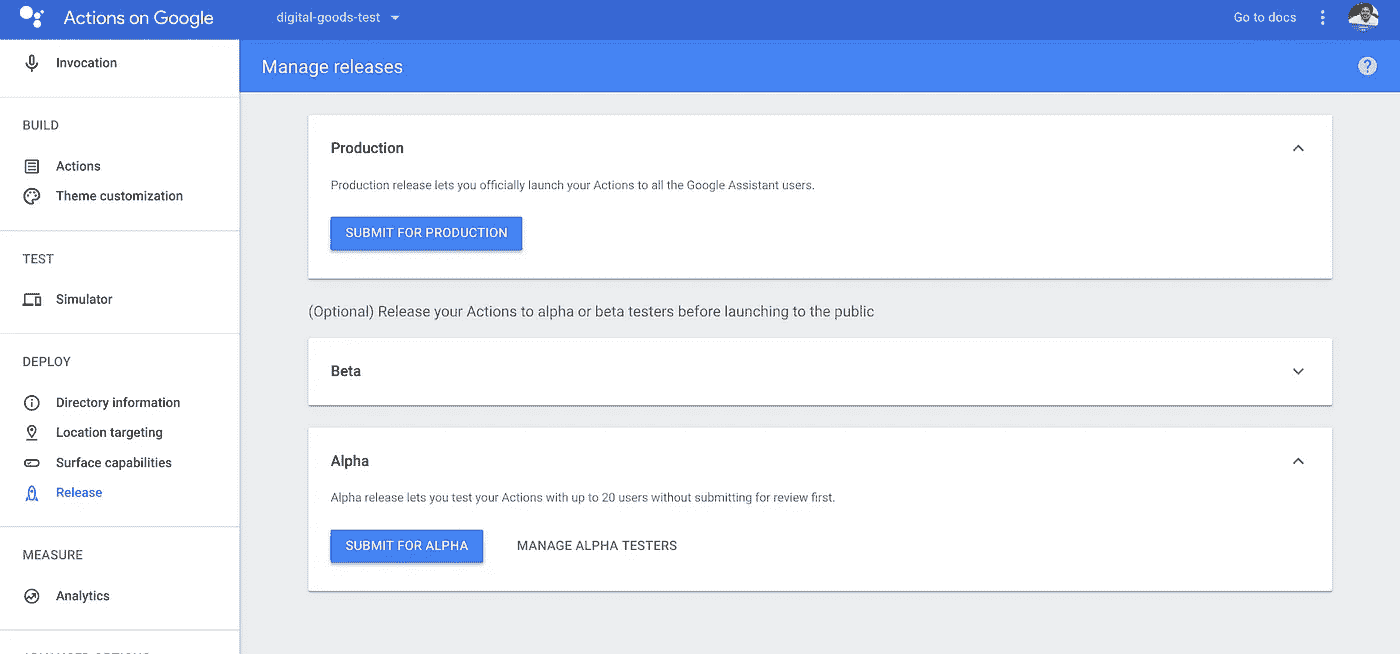 Actions on Google
digital-goods-test
Go to docs
Invocation
Manage releases
?
BUILD
Actions
Theme customization
TEST
Simulator
DEPLOY
Directory information
Location targeting
Surface capabilities
Release
MEASURE
Analytics
Production
Production release lets you officially launch your Actions to all the Google Assistant users.
SUBMIT FOR PRODUCTION
(Optional) Release your Actions to alpha or beta testers before launching to the public
Beta
Alpha
Alpha release lets you test your Actions with up to 20 users without submitting for review first.
SUBMIT FOR ALPHA
MANAGE ALPHA TESTERS